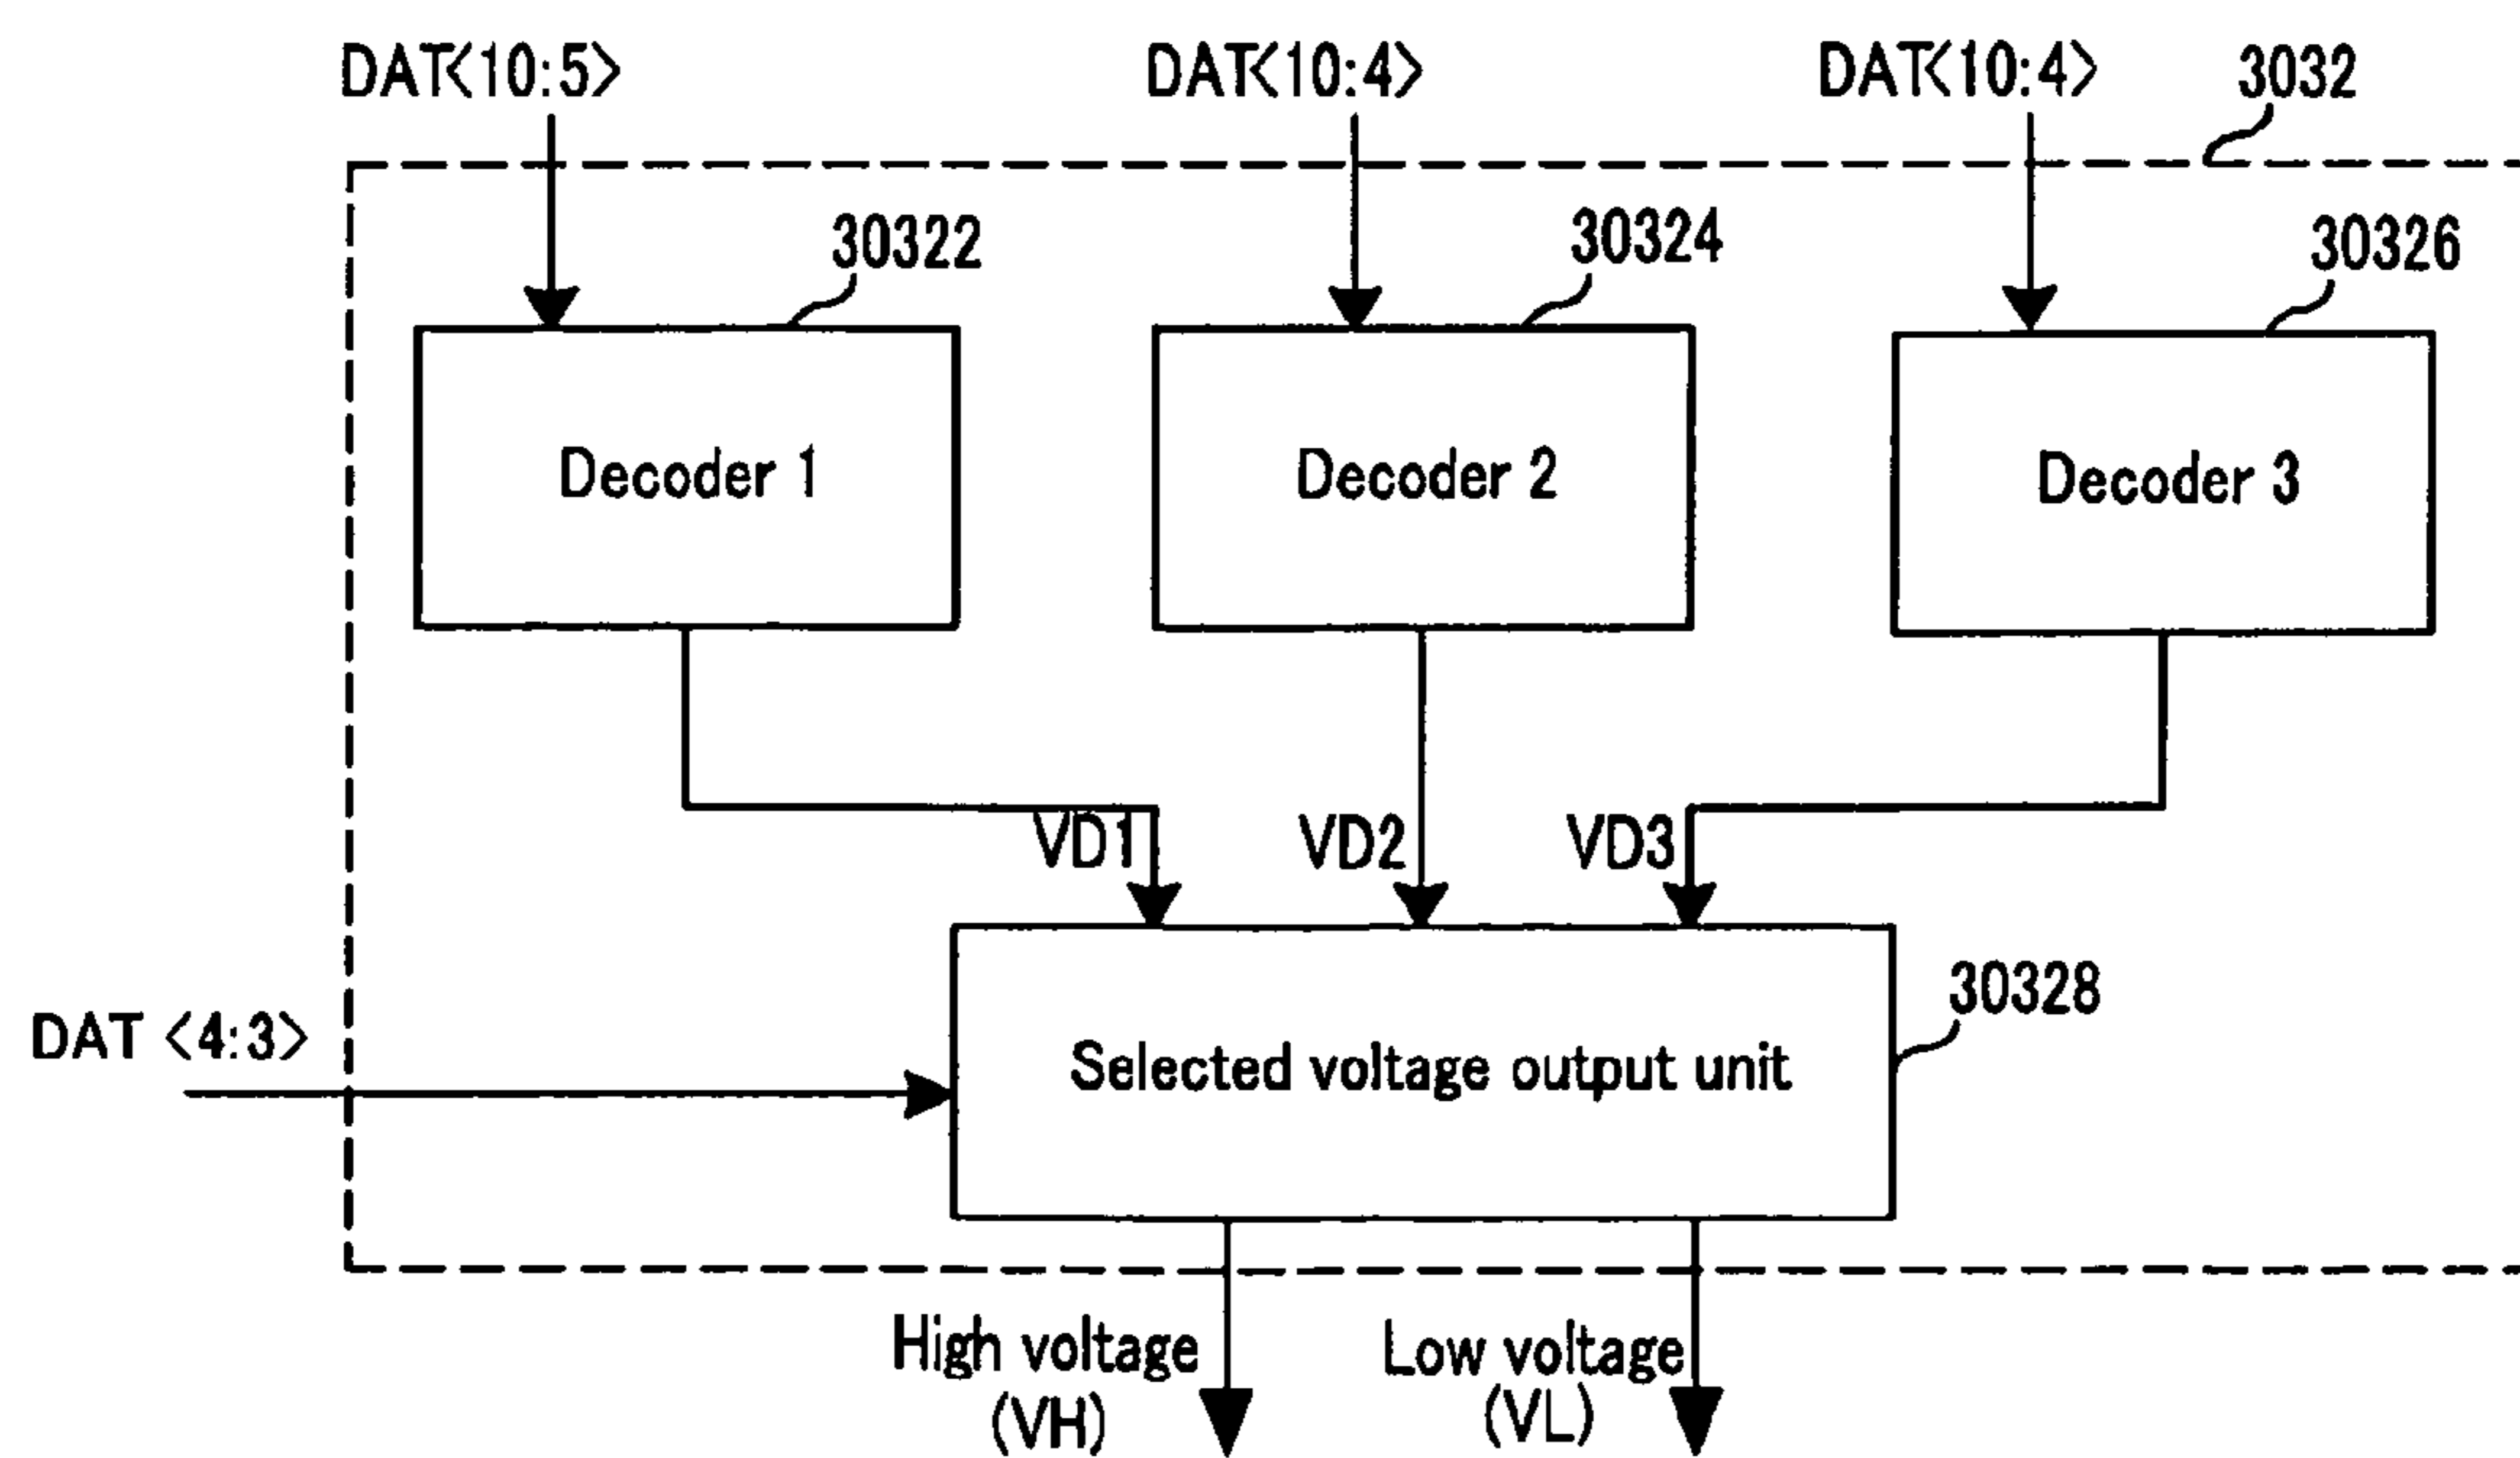 DAT<10:5>
DAT<10:4>
DAT<10:4>
3032
30322
30324
30326
Decoder 1
Decoder 2
Decoder 3
VD1
VD2
VD3
30328
DAT <4:3>
Selected voltage output unit
High voltage
(VH)
Low voltage
(VL)